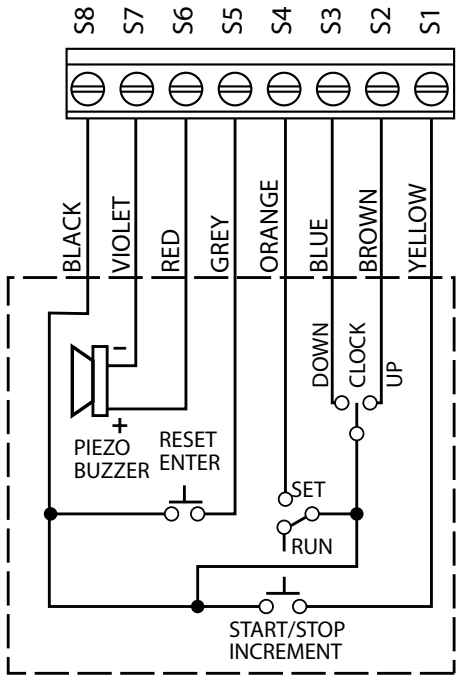 S8 S7 S6 S5 S4 S3 S2 S1
BLACK
VIOLET
RED
GREY
ORANGE
BLUE
BROWN
YELLOW
DOWN
CLOCK
UP
−
+
PIEZO
BUZZER
RESET
ENTER
SET
RUN
START/STOP
INCREMENT